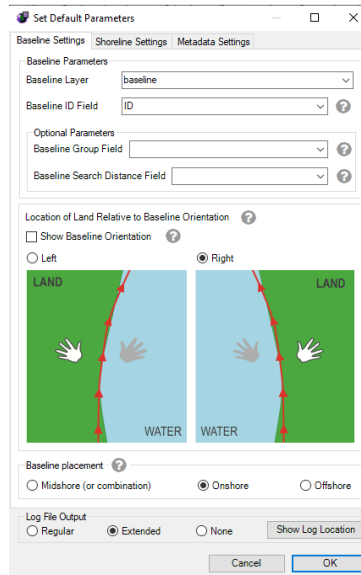 Set Default Parameters
Baseline Settings Shoreline Settings Metadata Settings
Baseline Parameters
Baseline Layer baseline
Baseline ID Field ID
Optional Parameters
Baseline Group Field
Baseline Search Distance Field
Location of Land Relative to Baseline Orientation
Show Baseline Orientation
Left Right
LAND LAND
WATER WATER
Baseline placement
Midshore (or combination) Onshore Offshore
Log File Output
Regular Extended None Show Log Location
Cancel OK